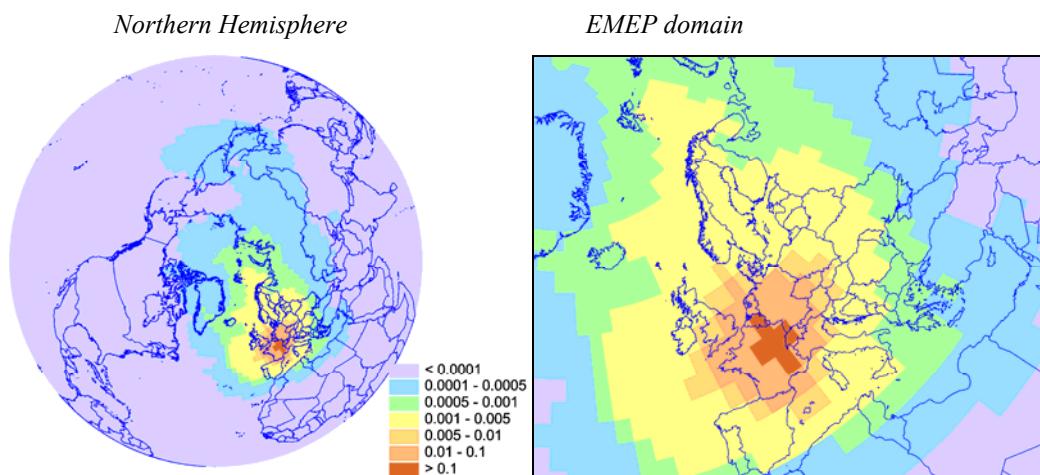 Northern Hemisphere
EMEP domain
< 0.0001
0.0001 - 0.0005
0.0005 - 0.001
0.001 - 0.005
0.005 - 0.01
0.01 - 0.1
> 0.1